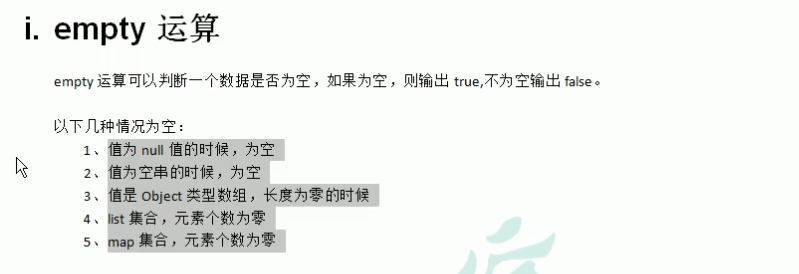 i. empty 运算
empty 运算可以判断一个数据是否为空，如果为空，则输出 true,不为空输出 false。
以下几种情况为空：
1、值为 null 值的时候，为空
2、值为空串的时候，为空
3、值是 Object 类型数组，长度为零的时候
4、list 集合，元素个数为零
5、map 集合，元素个数为零